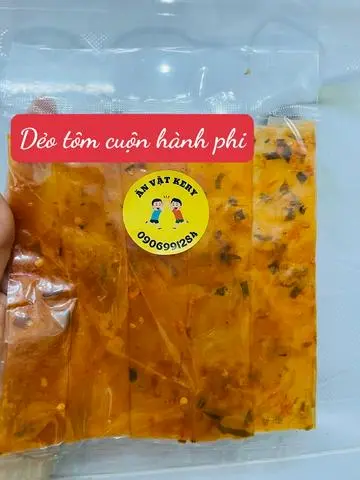 Dẻo tôm cuộn hành phi
ĂN VẶT KERY
0906991284